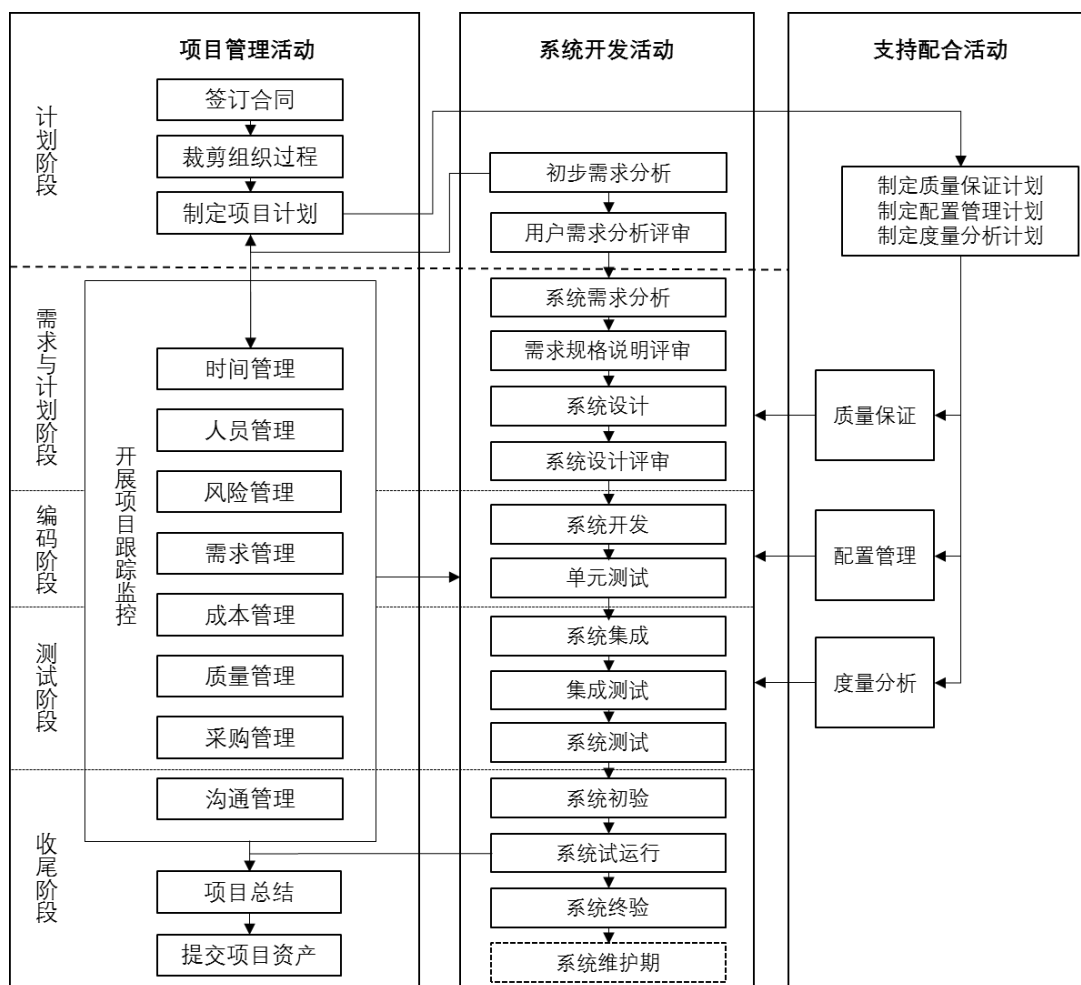 项目管理活动
系统开发活动
支持配合活动
计划阶段
签订合同
裁剪组织过程
制定项目计划
初步需求分析
用户需求分析评审
制定质量保证计划
制定配置管理计划
制定度量分析计划
需求与计划阶段
开展项目跟踪监控
时间管理
人员管理
风险管理
需求管理
成本管理
质量管理
采购管理
沟通管理
系统需求分析
需求规格说明评审
系统设计
系统设计评审
质量保证
编码阶段
系统开发
单元测试
配置管理
测试阶段
系统集成
集成测试
系统测试
度量分析
收尾阶段
项目总结
提交项目资产
系统初验
系统试运行
系统终验
系统维护期